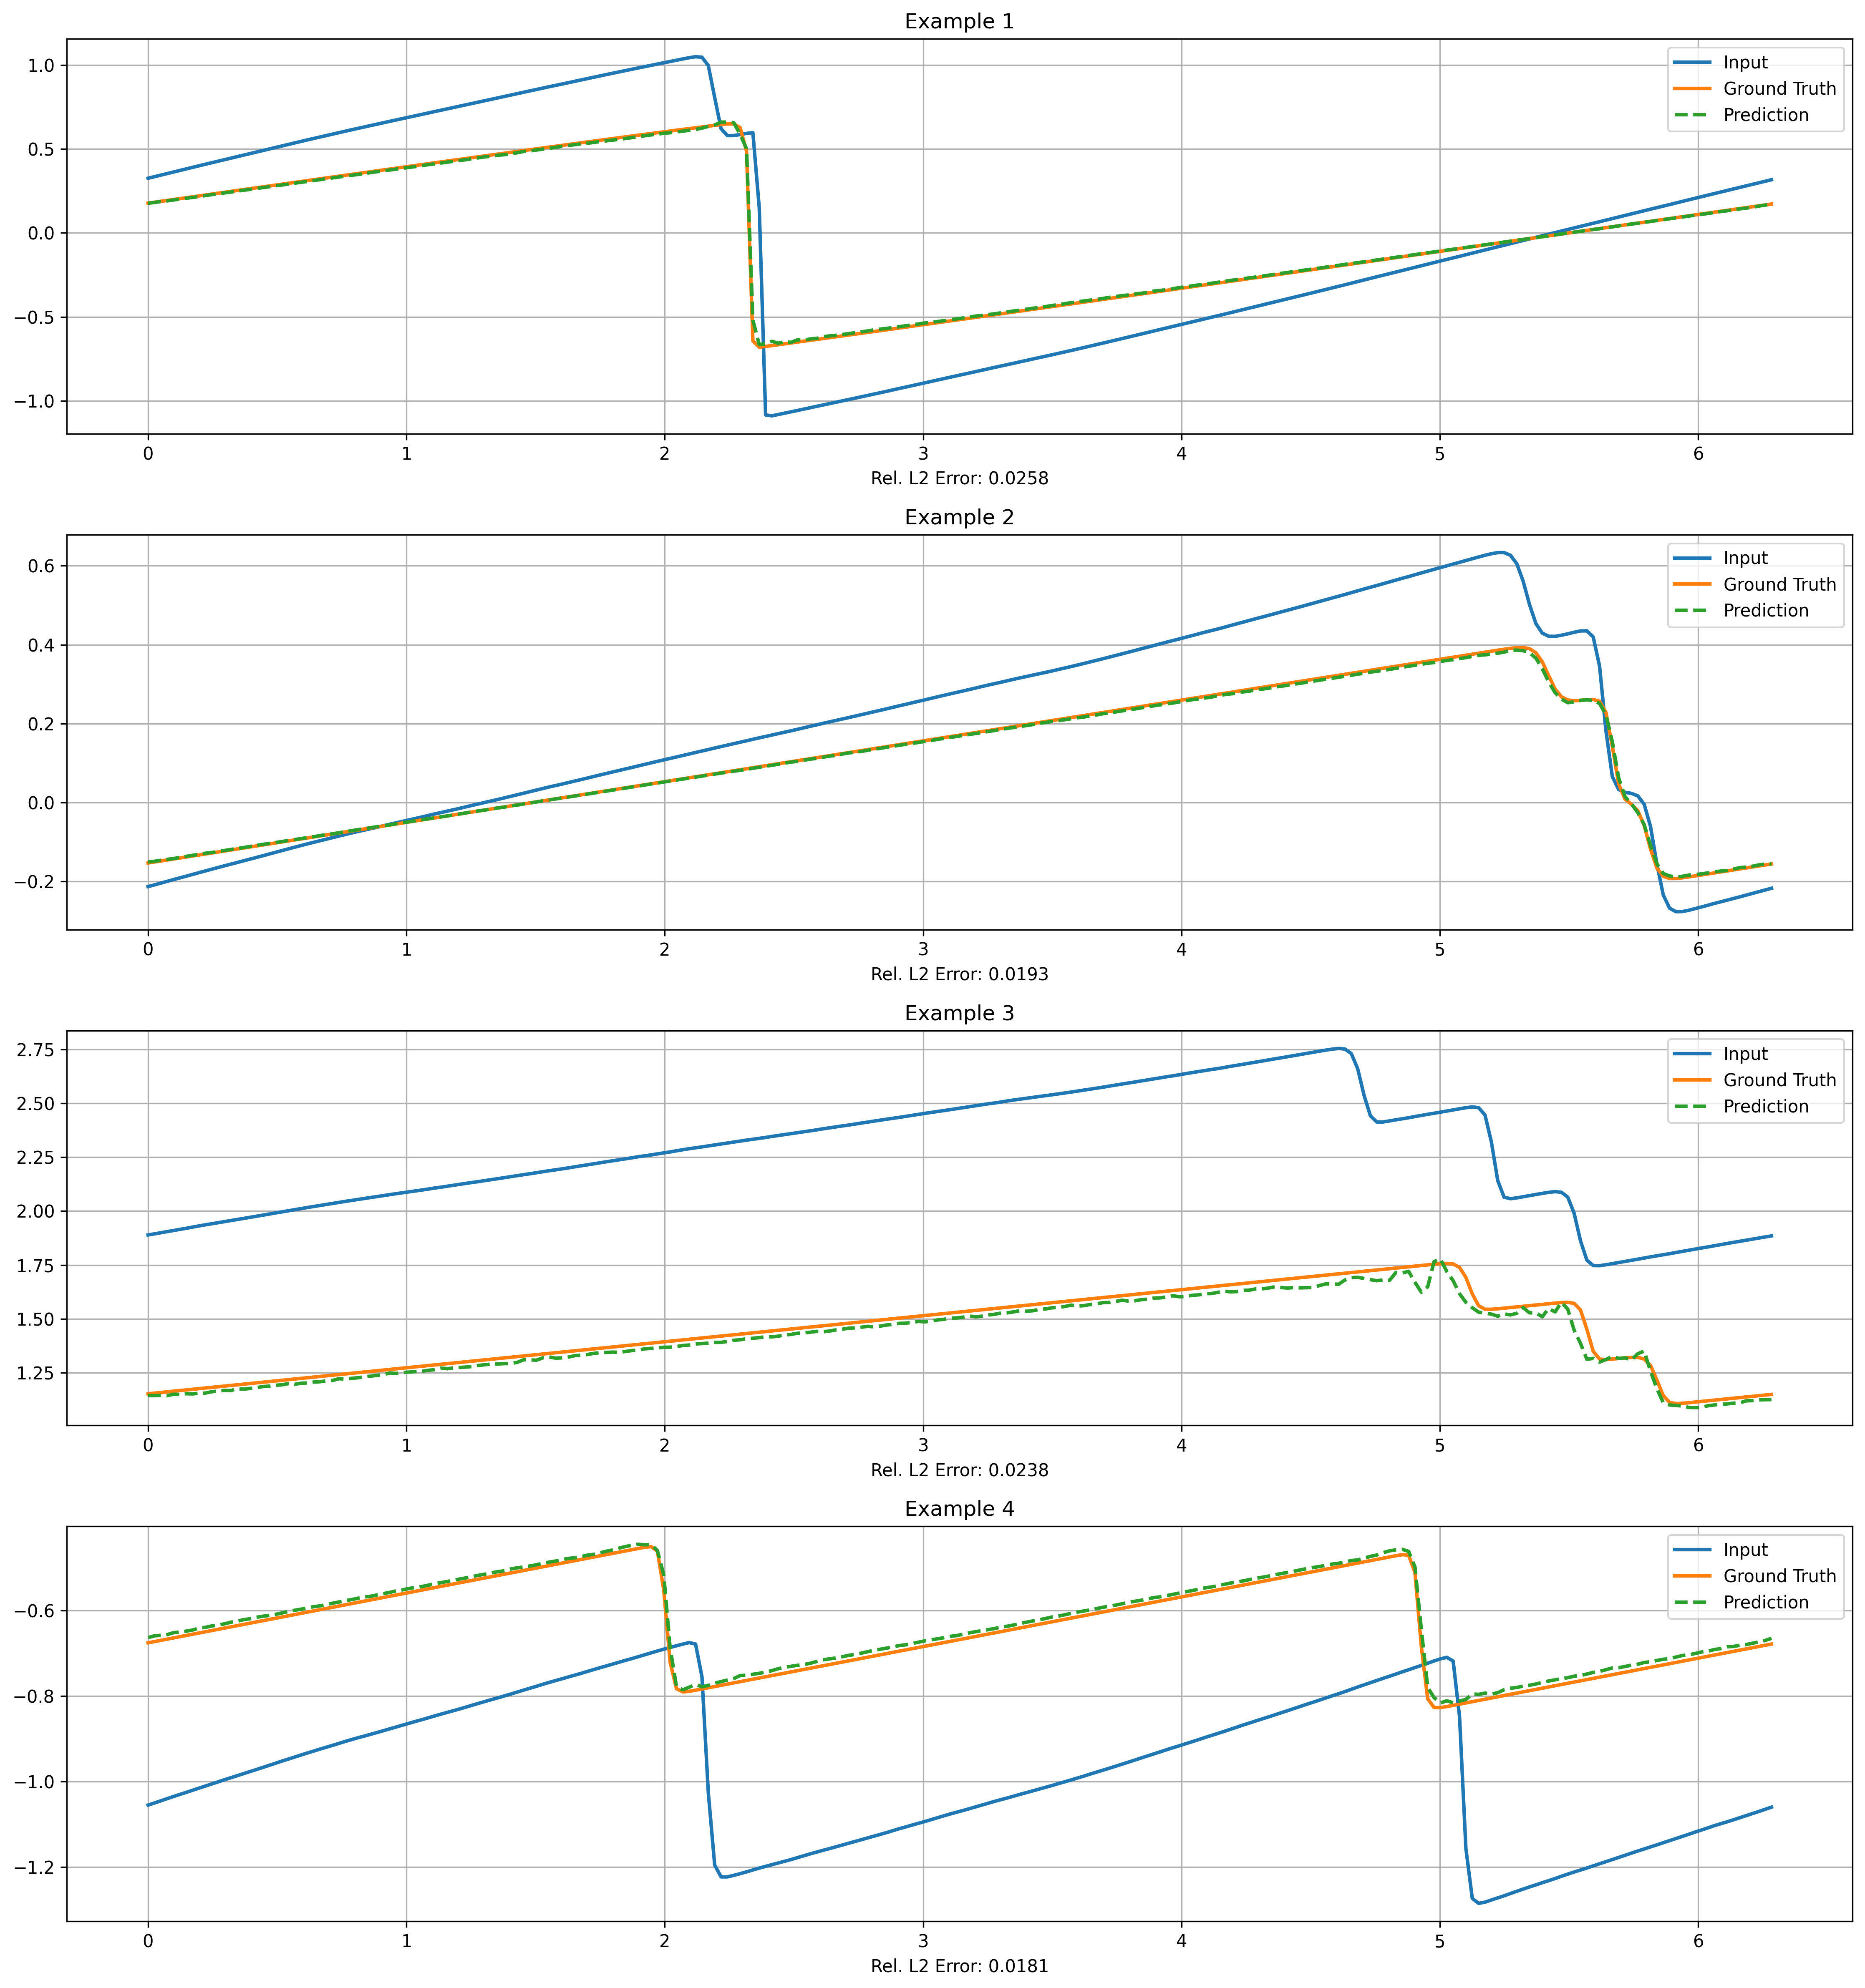 Example 1
1.0
0.5
0.0
−0.5
−1.0
Input
Ground Truth
Prediction
0 1 2 3 4 5 6
Rel. L2 Error: 0.0258
Example 2
0.6
0.4
0.2
0.0
−0.2
Input
Ground Truth
Prediction
0 1 2 3 4 5 6
Rel. L2 Error: 0.0193
Example 3
2.75
2.50
2.25
2.00
1.75
1.50
1.25
Input
Ground Truth
Prediction
0 1 2 3 4 5 6
Rel. L2 Error: 0.0238
Example 4
−0.6
−0.8
−1.0
−1.2
Input
Ground Truth
Prediction
0 1 2 3 4 5 6
Rel. L2 Error: 0.0181